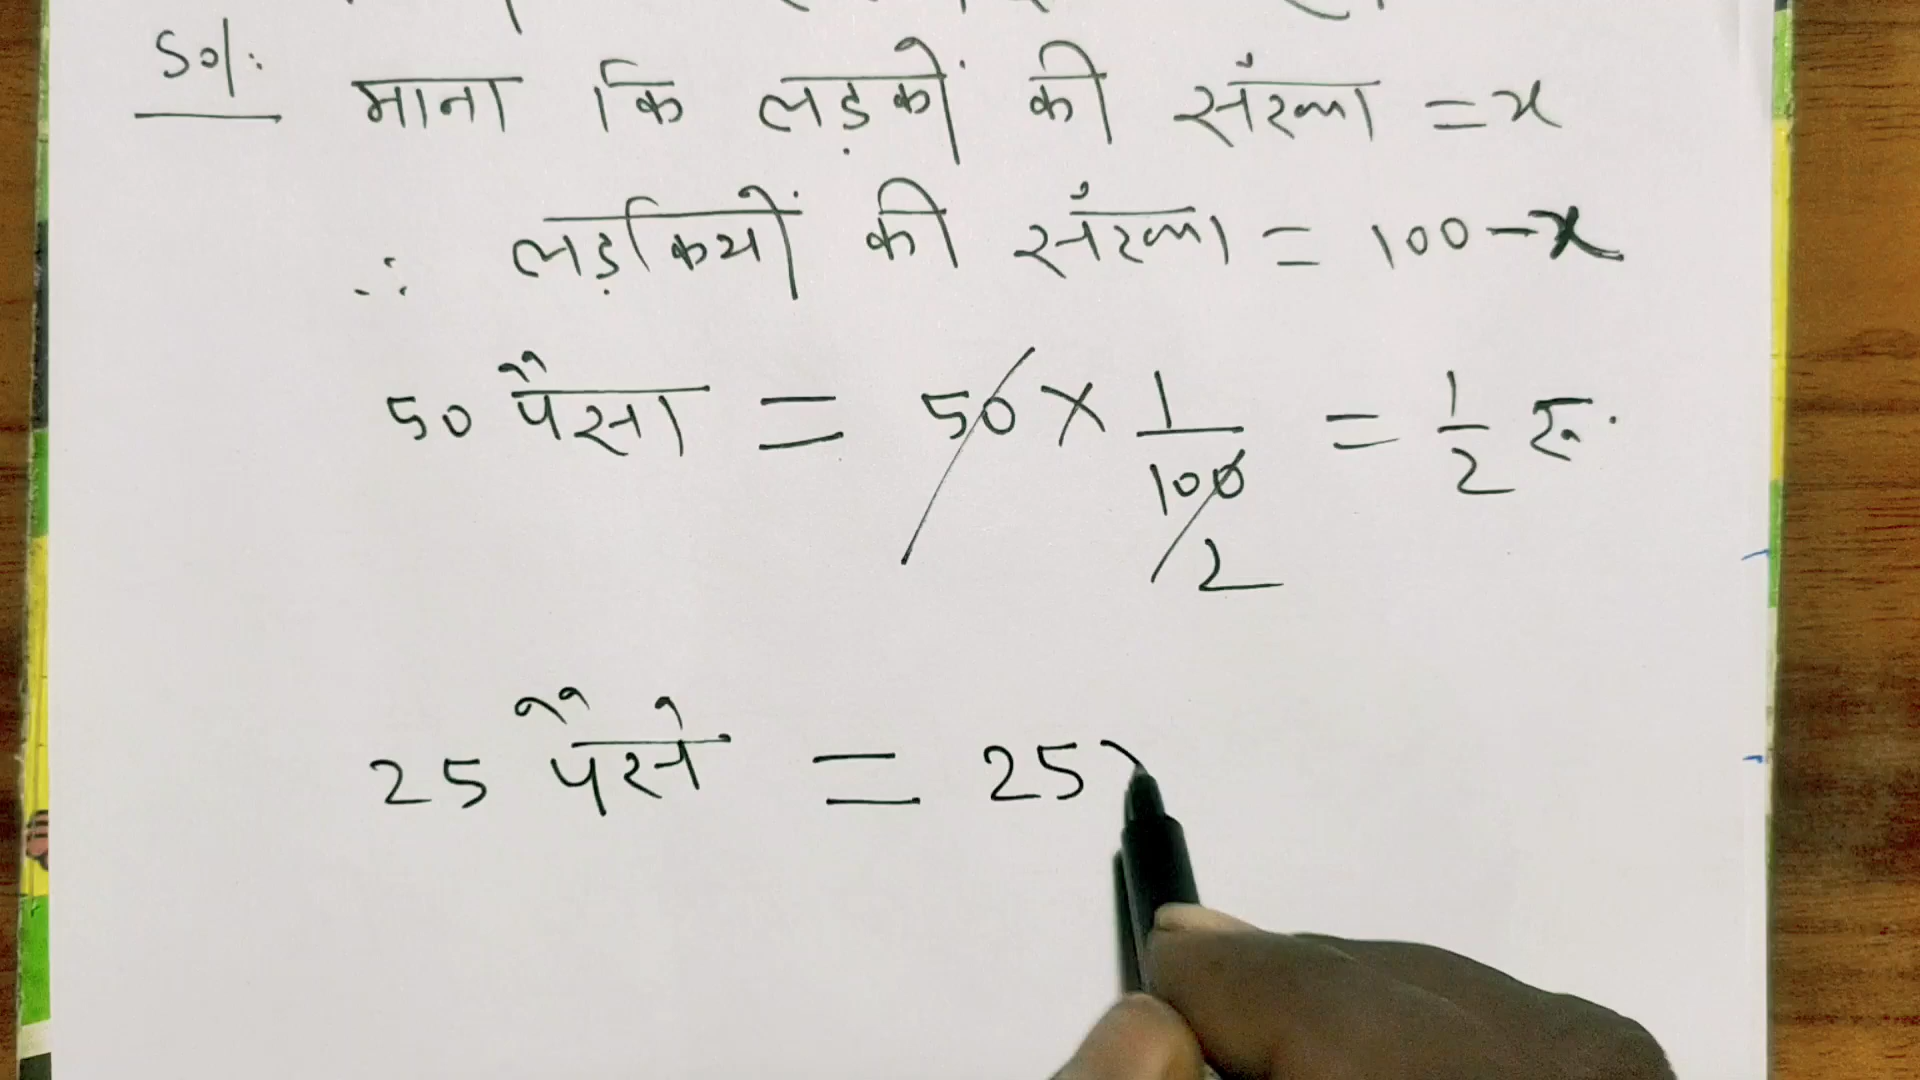 Sol:
माना कि लड़कों की संख्या = x
∴ लड़कियों की संख्या = 100 - x
50 पैसा = 50 × 1/100 = 1/2 रू.
2
25 पैसे = 25